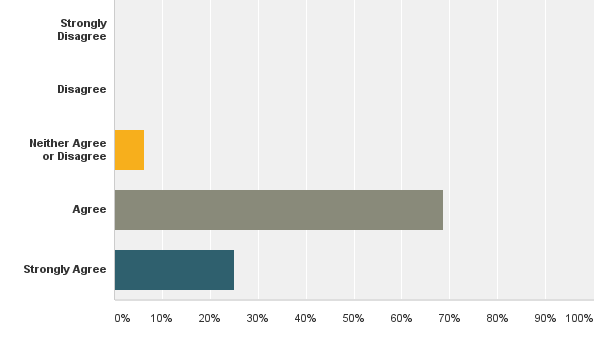 Strongly
Disagree
Disagree
Neither Agree
or Disagree
Agree
Strongly Agree
0% 10% 20% 30% 40% 50% 60% 70% 80% 90% 100%